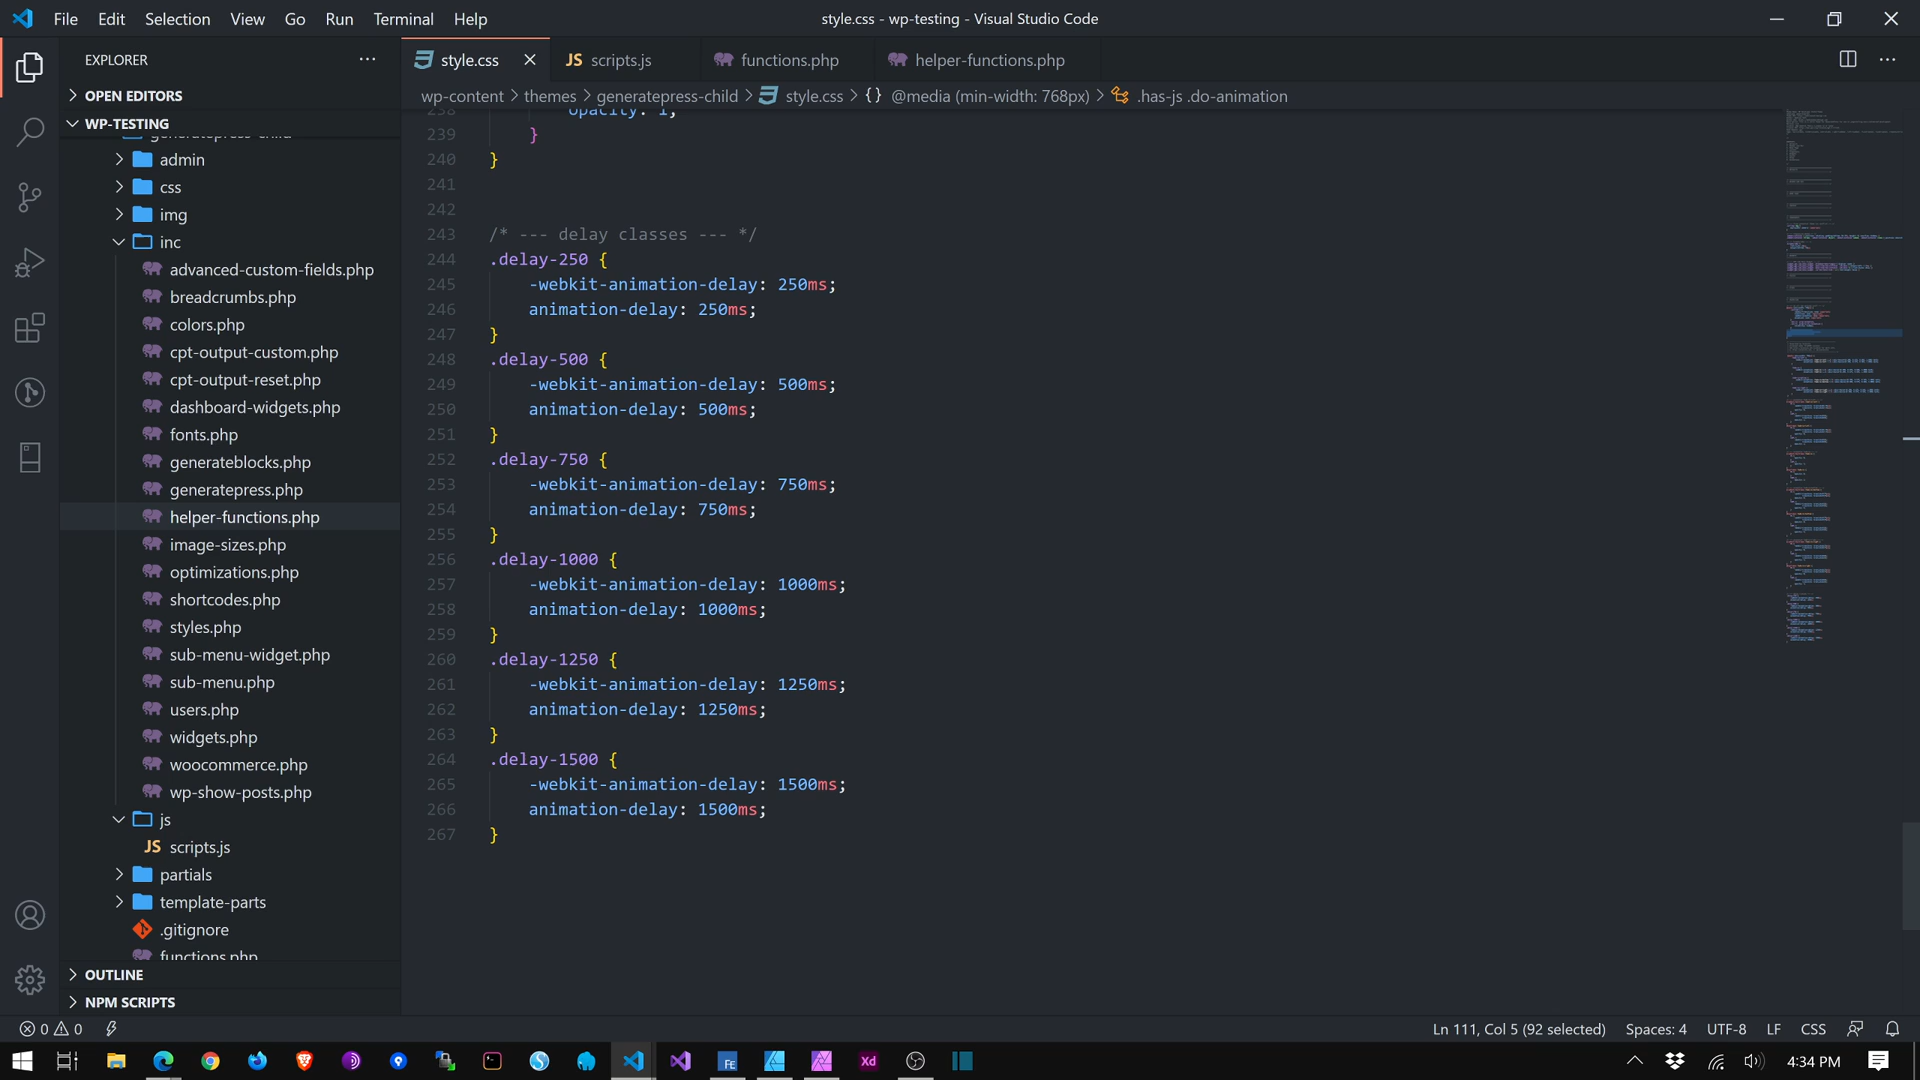 File Edit Selection View Go Run Terminal Help
style.css - wp-testing - Visual Studio Code
EXPLORER
style.css
JS scripts.js
functions.php
helper-functions.php
OPEN EDITORS
wp-content > themes > generatepress-child > style.css > {} @media (min-width: 768px) > .has-js .do-animation
WP-TESTING
generatepress-child
admin
css
img
inc
advanced-custom-fields.php
breadcrumbs.php
colors.php
cpt-output-custom.php
cpt-output-reset.php
dashboard-widgets.php
fonts.php
generateblocks.php
generatepress.php
helper-functions.php
image-sizes.php
optimizations.php
shortcodes.php
styles.php
sub-menu-widget.php
sub-menu.php
users.php
widgets.php
woocommerce.php
wp-show-posts.php
js
JS scripts.js
partials
template-parts
.gitignore
functions.php
OUTLINE
NPM SCRIPTS
238 opacity: 1;
239 }
240 }
241
242
243 /* --- delay classes --- */
244 .delay-250 {
245 -webkit-animation-delay: 250ms;
246 animation-delay: 250ms;
247 }
248 .delay-500 {
249 -webkit-animation-delay: 500ms;
250 animation-delay: 500ms;
251 }
252 .delay-750 {
253 -webkit-animation-delay: 750ms;
254 animation-delay: 750ms;
255 }
256 .delay-1000 {
257 -webkit-animation-delay: 1000ms;
258 animation-delay: 1000ms;
259 }
260 .delay-1250 {
261 -webkit-animation-delay: 1250ms;
262 animation-delay: 1250ms;
263 }
264 .delay-1500 {
265 -webkit-animation-delay: 1500ms;
266 animation-delay: 1500ms;
267 }
0 0
Ln 111, Col 5 (92 selected) Spaces: 4 UTF-8 LF CSS
FE
Xd
4:34 PM